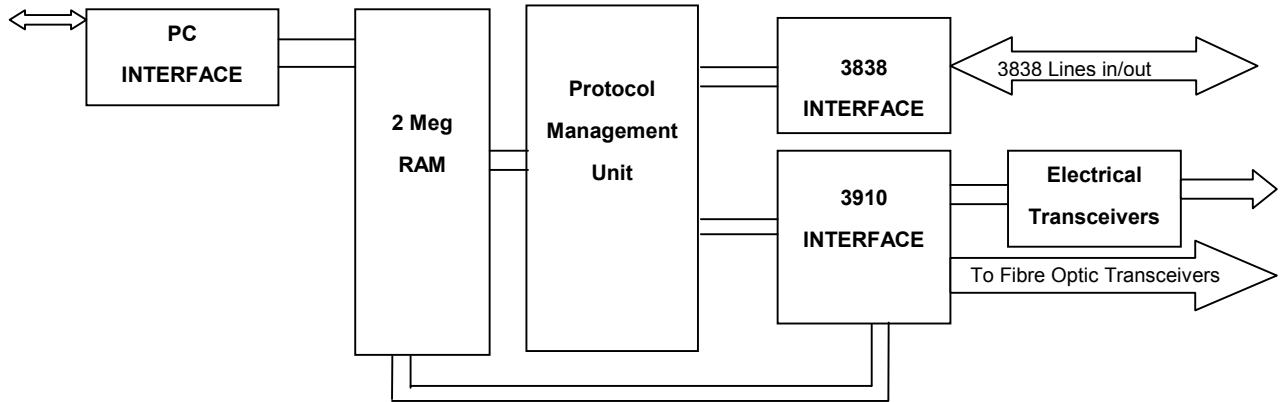 PC
INTERFACE
2 Meg
RAM
Protocol
Management
Unit
3838
INTERFACE
3838 Lines in/out
3910
INTERFACE
Electrical
Transceivers
To Fibre Optic Transceivers